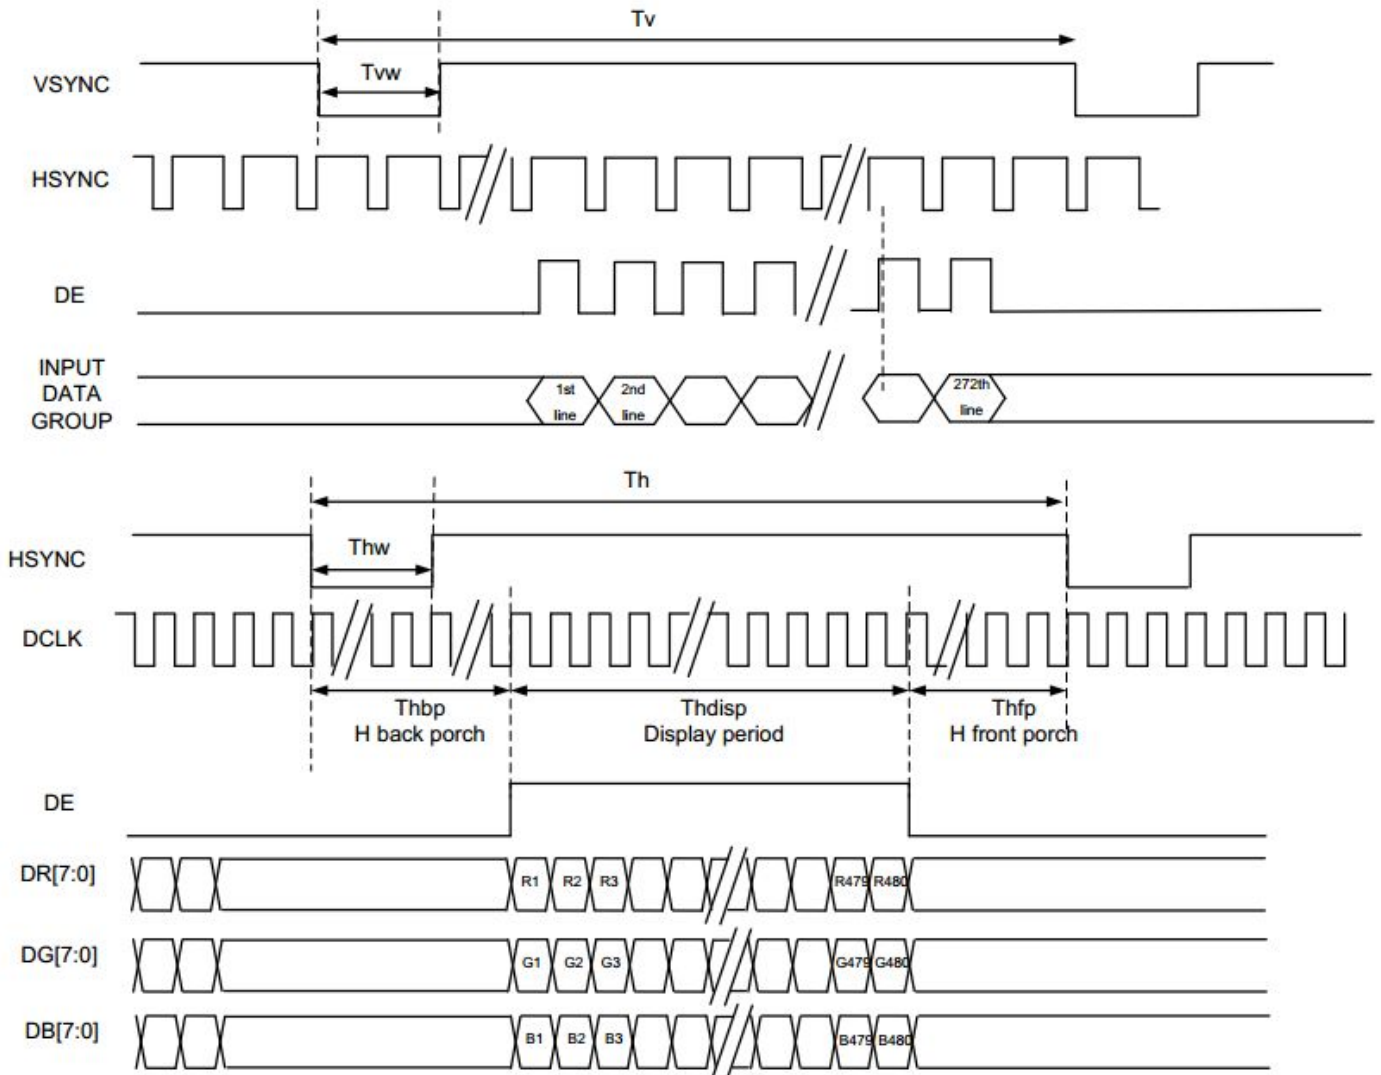 Tv
Tvw
VSYNC
HSYNC
DE
INPUT
DATA
GROUP
1st
line
2nd
line
272th
line
Th
Thw
HSYNC
DCLK
Thbp
H back porch
Thdisp
Display period
Thfp
H front porch
DE
DR[7:0]
R1 R2 R3 R479 R480
DG[7:0]
G1 G2 G3 G479 G480
DB[7:0]
B1 B2 B3 B479 B480